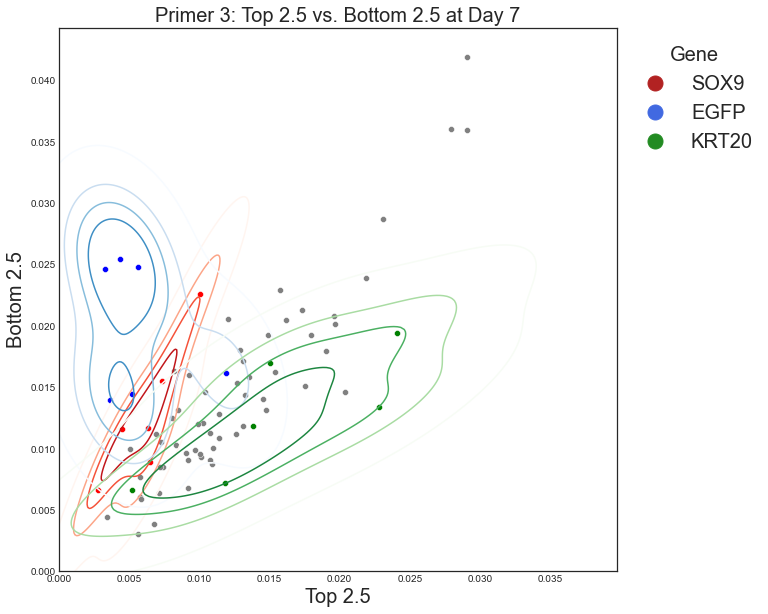 Primer 3: Top 2.5 vs. Bottom 2.5 at Day 7
Gene
SOX9
EGFP
KRT20
Bottom 2.5
0.040
0.035
0.030
0.025
0.020
0.015
0.010
0.005
0.000
0.000 0.005 0.010 0.015 0.020 0.025 0.030 0.035
Top 2.5